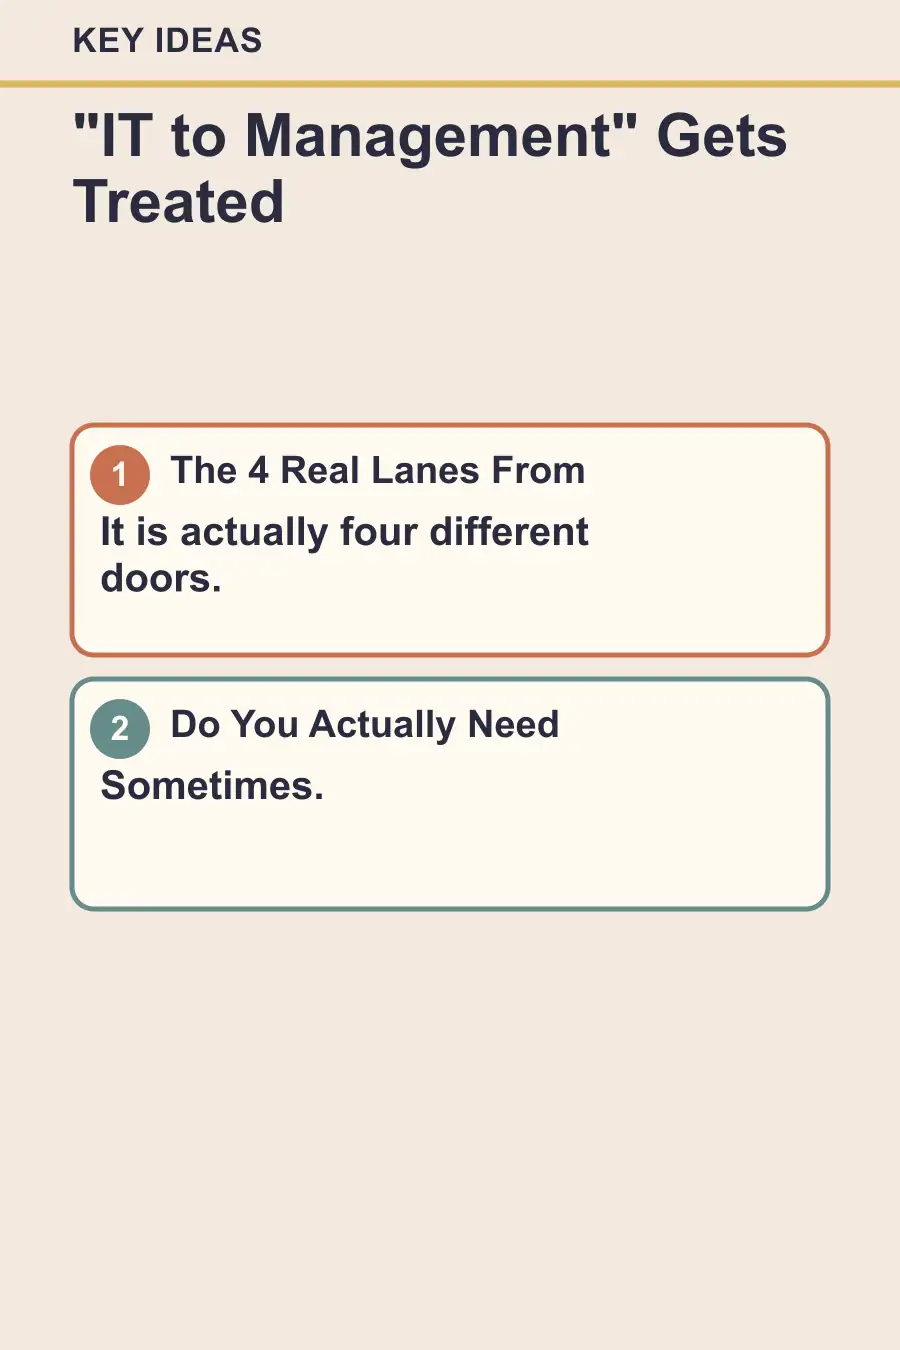 KEY IDEAS
"IT to Management" Gets
Treated
1 The 4 Real Lanes From
It is actually four different
doors.
2 Do You Actually Need
Sometimes.